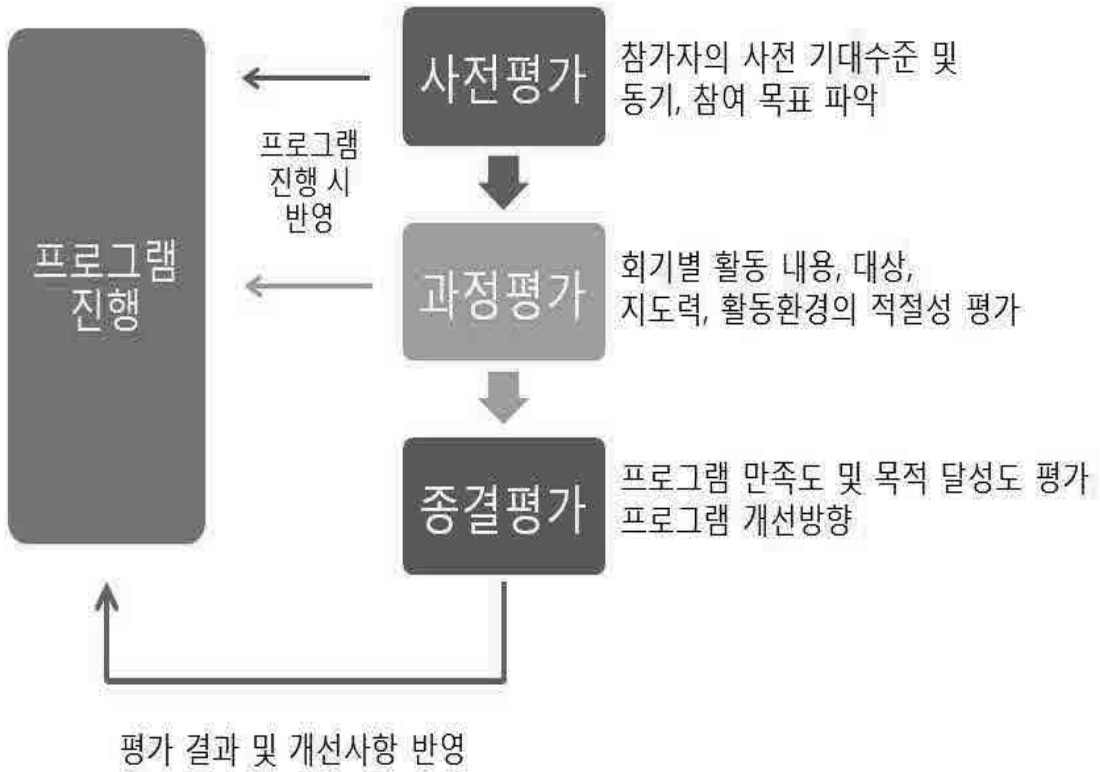 사전평가
참가자의 사전 기대수준 및
동기, 참여 목표 파악
프로그램
진행 시
반영
프로그램
진행
과정평가
회기별 활동 내용, 대상,
지도력, 활동환경의 적절성 평가
종결평가
프로그램 만족도 및 목적 달성도 평가
프로그램 개선방향
평가 결과 및 개선사항 반영